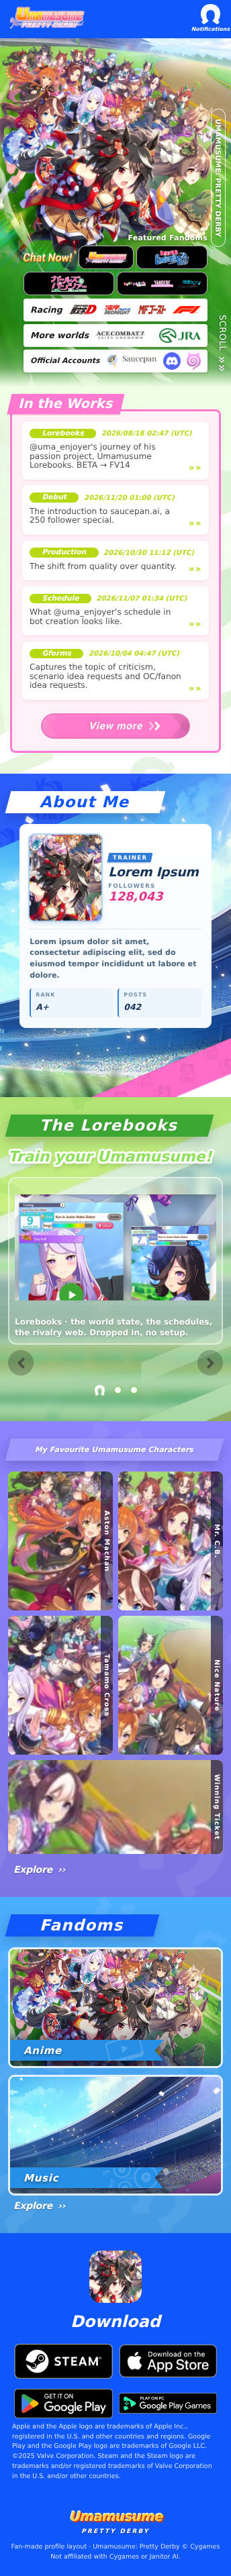 Umamusume
PRETTY DERBY
Notifications
UMAMUSUME: PRETTY DERBY
Featured Fandoms
Chat Now!
Umamusume
PRETTY DERBY
SCROLL
Racing
MFゴースト
F1
More worlds
ACE COMBAT
JRA
Official Accounts
Saucepan
In the Works
Lorebooks 2026/08/18 02:47 (UTC)
@uma_enjoyer's journey of his
passion project, Umamusume
Lorebooks. BETA → FV14
Debut 2026/11/20 01:00 (UTC)
The introduction to saucepan.ai, a
250 follower special.
Production 2026/10/30 11:12 (UTC)
The shift from quality over quantity.
Schedule 2026/11/07 01:34 (UTC)
What @uma_enjoyer's schedule in
bot creation looks like.
Gforms 2026/10/04 04:47 (UTC)
Captures the topic of criticism,
scenario idea requests and OC/fanon
idea requests.
View more
About Me
TRAINER
Lorem Ipsum
FOLLOWERS
128,043
Lorem ipsum dolor sit amet,
consectetur adipiscing elit, sed do
eiusmod tempor incididunt ut labore et
dolore.
RANK
A+
POSTS
042
The Lorebooks
Train your Umamusume!
Lorebooks · the world state, the schedules,
the rivalry web. Dropped in, no setup.
My Favourite Umamusume Characters
Aston Machan
Mr. C.B.
Tamamo Cross
Nice Nature
Winning Ticket
Explore ››
Fandoms
Anime
Music
Explore ››
Download
STEAM
Download on the
App Store
GET IT ON
Google Play
PLAY ON PC
Google Play Games
Apple and the Apple logo are trademarks of Apple Inc.,
registered in the U.S. and other countries and regions. Google
Play and the Google Play logo are trademarks of Google LLC.
©2025 Valve Corporation. Steam and the Steam logo are
trademarks and/or registered trademarks of Valve Corporation
in the U.S. and/or other countries.
Umamusume
PRETTY DERBY
Fan-made profile layout · Umamusume: Pretty Derby © Cygames
Not affiliated with Cygames or Janitor AI.